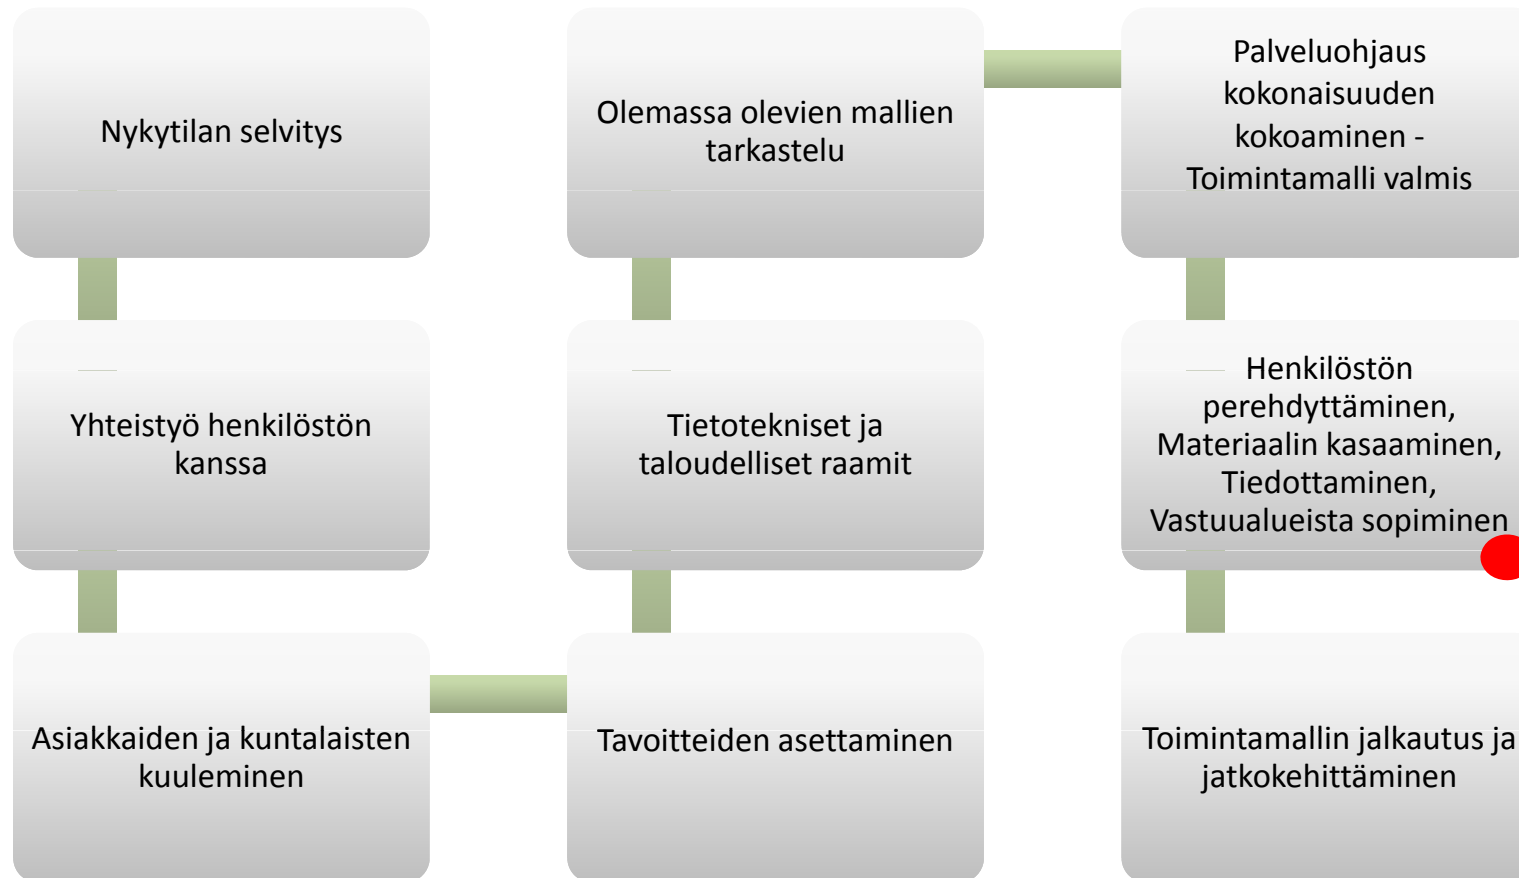 Nykytilan selvitys
Yhteistyö henkilöstön
kanssa
Asiakkaiden ja kuntalaisten
kuuleminen
Tavoitteiden asettaminen
Tietotekniset ja
taloudelliset raamit
Olemassa olevien mallien
tarkastelu
Palveluohjaus
kokonaisuuden
kokoaminen -
Toimintamalli valmis
Henkilöstön
perehdyttäminen,
Materiaalin kasaaminen,
Tiedottaminen,
Vastuualueista sopiminen
Toimintamallin jalkautus ja
jatkokehittäminen